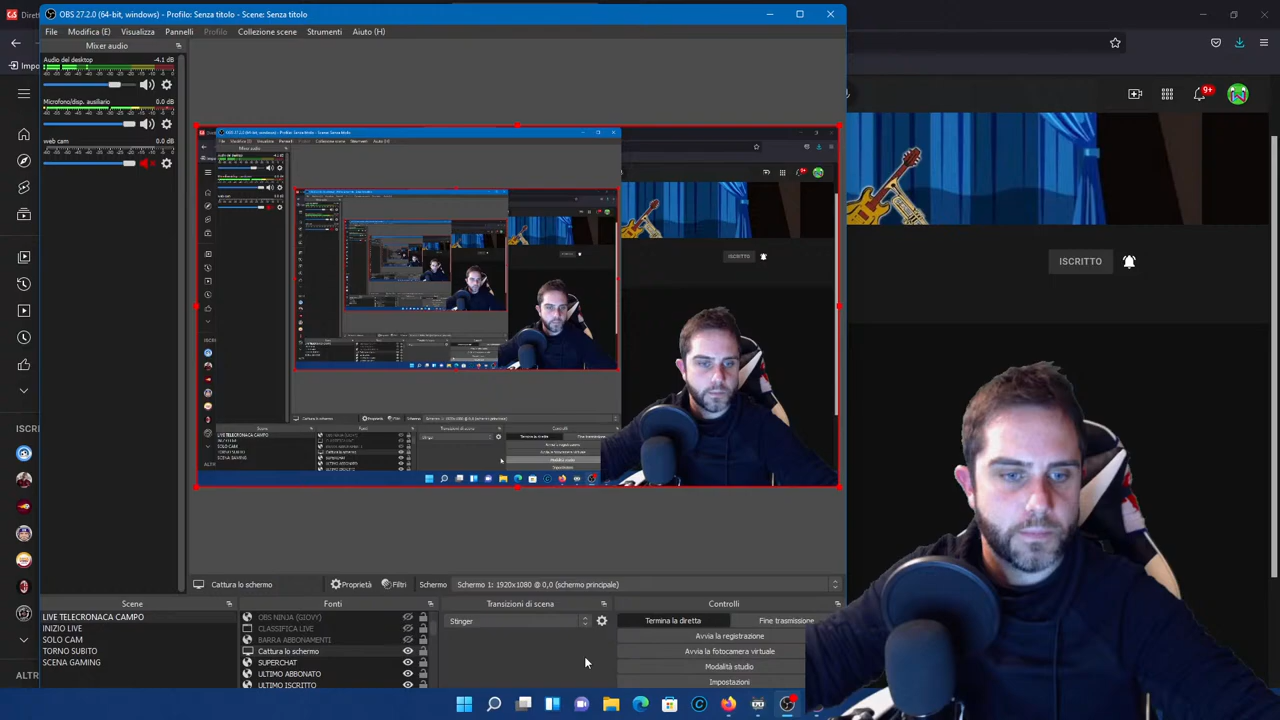 OBS 27.2.0 (64-bit, windows) - Profilo: Senza titolo - Scene: Senza titolo
File
Modifica (E)
Visualizza
Pannelli
Profilo
Collezione scene
Strumenti
Aiuto (H)
Mixer audio
Audio del desktop
-4.1 dB
Microfono/disp. ausiliario
0.0 dB
web cam
0.0 dB
9+
ISCRITTO
ISCRITTO
Cattura lo schermo
Proprietà
Filtri
Schermo
Schermo 1: 1920x1080 @ 0,0 (schermo principale)
Scene
Fonti
Transizioni di scena
Controlli
LIVE TELECRONACA CAMPO
INIZIO LIVE
SOLO CAM
TORNO SUBITO
SCENA GAMING
OBS NINJA (GIOVY)
CLASSIFICA LIVE
BARRA ABBONAMENTI
Cattura lo schermo
SUPERCHAT
ULTIMO ABBONATO
ULTIMO ISCRITTO
Stinger
Termina la diretta
Fine trasmissione
Avvia la registrazione
Avvia la fotocamera virtuale
Modalità studio
Impostazioni